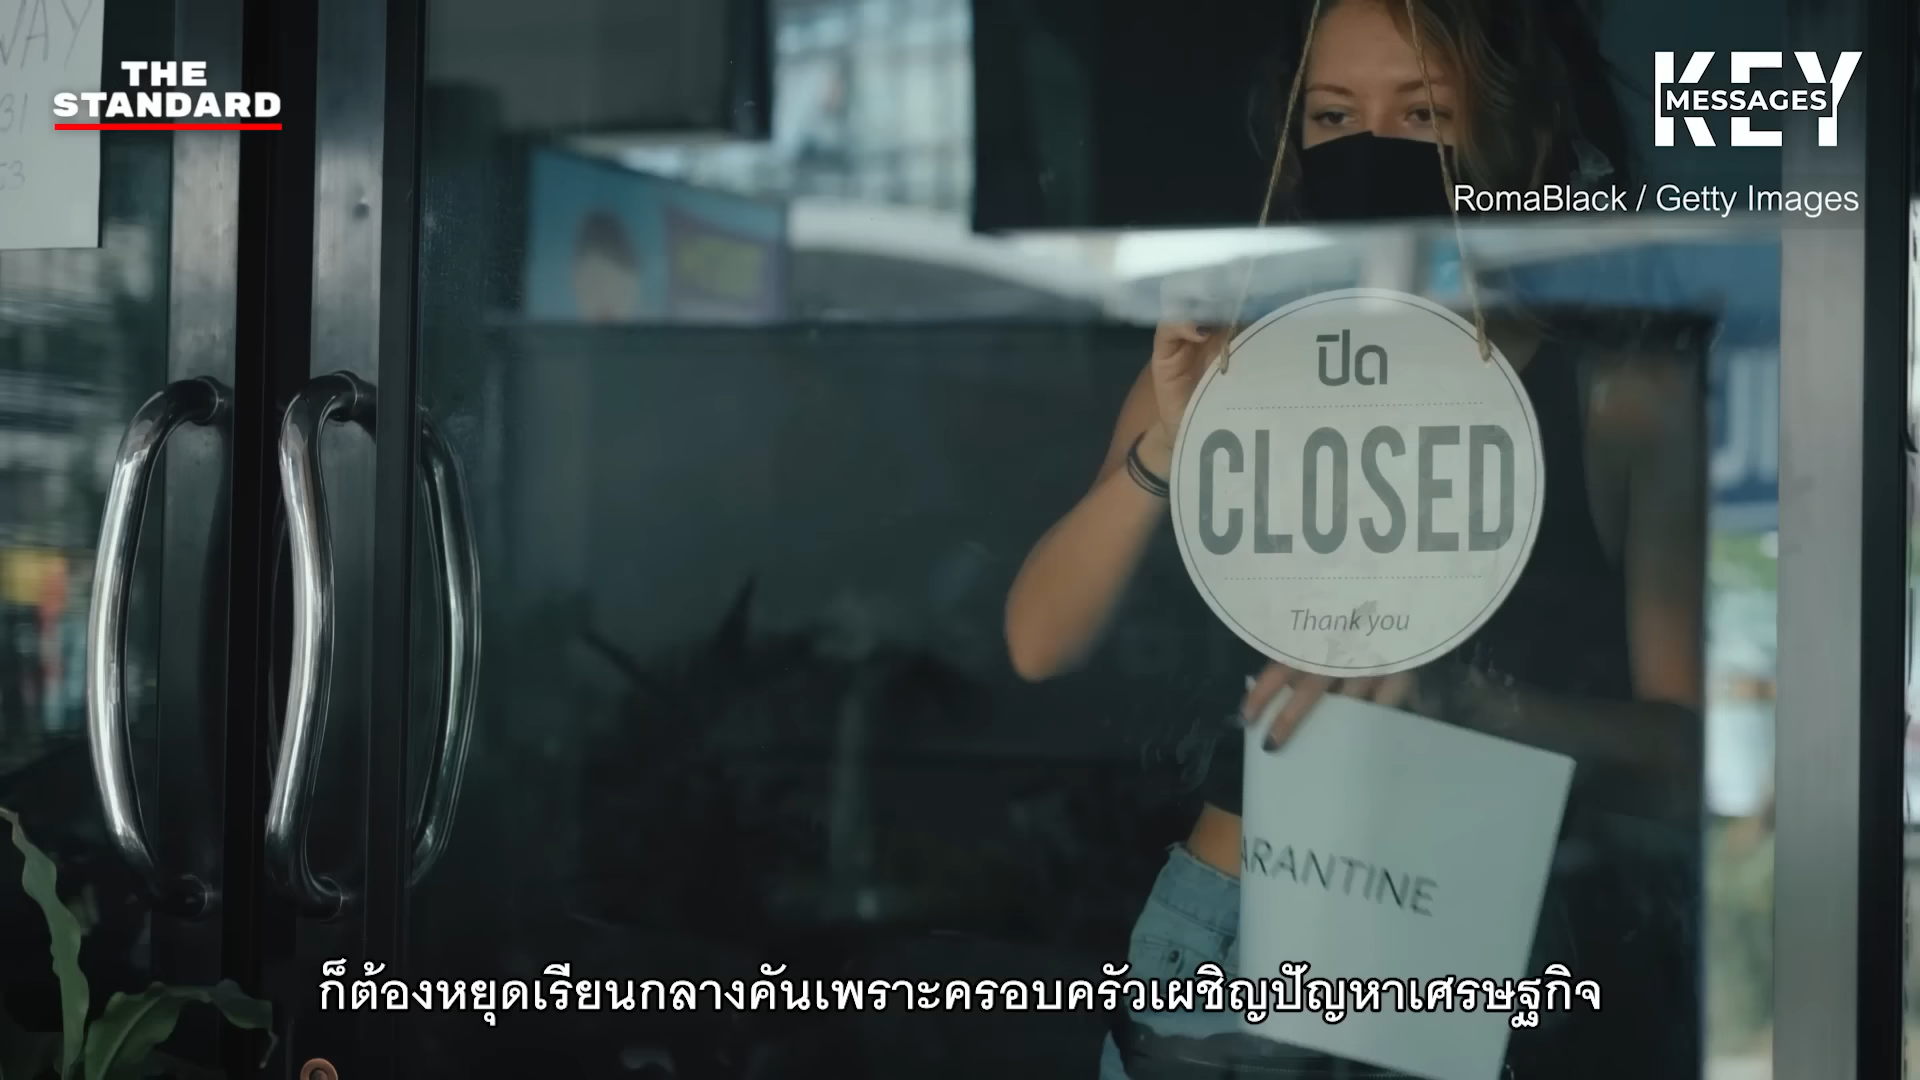 WAY
31
53
THE
STANDARD
KEY
MESSAGES
RomaBlack / Getty Images
ปิด
CLOSED
Thank you
ARANTINE
ก็ต้องหยุดเรียนกลางคันเพราะครอบครัวเผชิญปัญหาเศรษฐกิจ